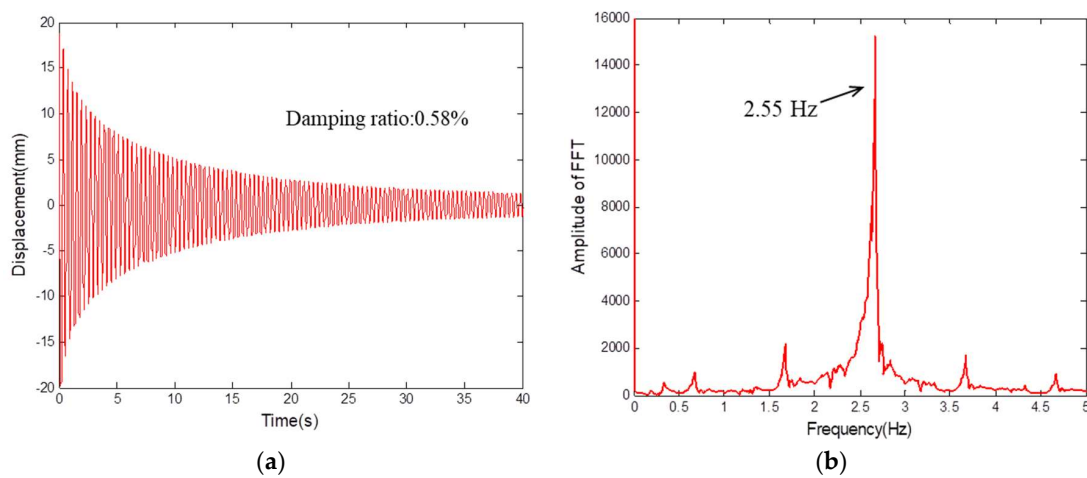 20
15
10
5
0
-5
-10
-15
-20
Displacement(mm)
Damping ratio:0.58%
0 5 10 15 20 25 30 35 40
Time(s)
(a)
16000
14000
12000
10000
8000
6000
4000
2000
0
Amplitude of FFT
2.55 Hz
0 0.5 1 1.5 2 2.5 3 3.5 4 4.5 5
Frequency(Hz)
(b)